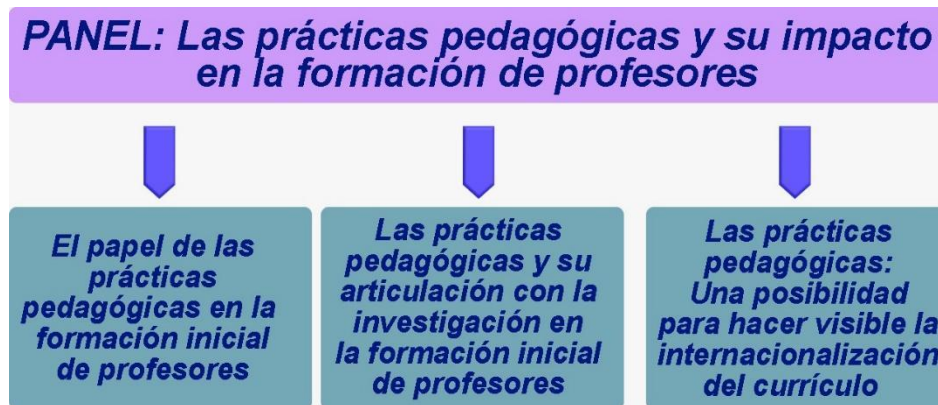 PANEL: Las prácticas pedagógicas y su impacto
en la formación de profesores
El papel de las
prácticas
pedagógicas en la
formación inicial
de profesores
Las prácticas
pedagógicas y su
articulación con la
investigación en
la formación inicial
de profesores
Las prácticas
pedagógicas:
Una posibilidad
para hacer visible la
internacionalización
del currículo